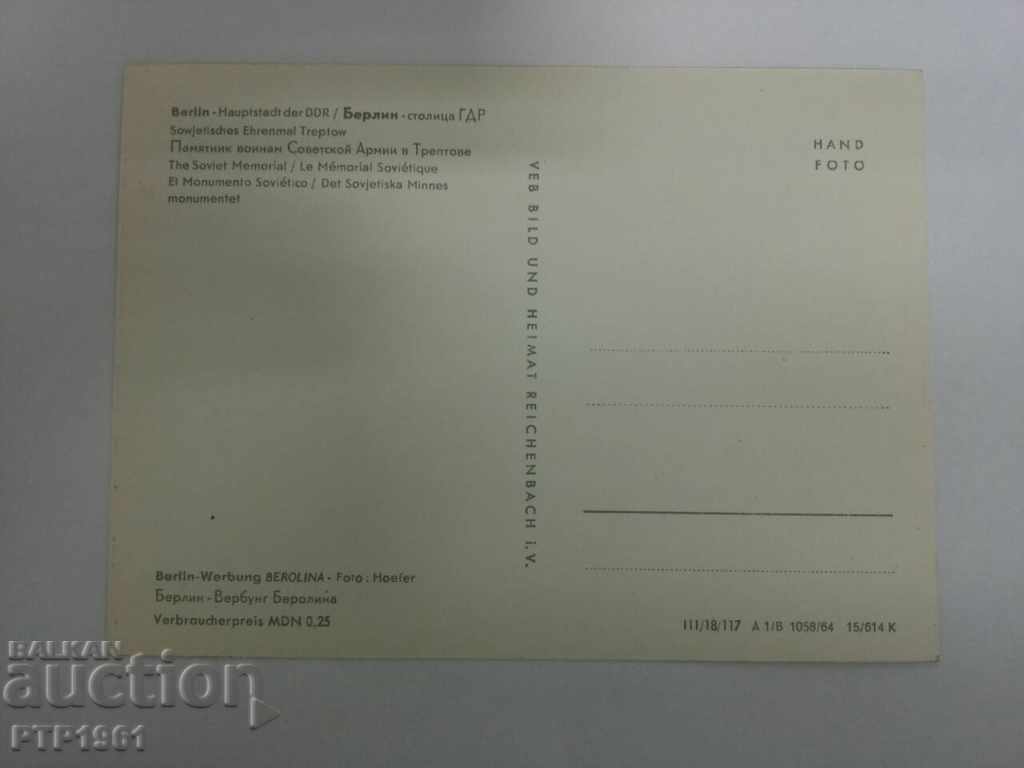 Berlin - Hauptstadt der DDR / Берлин - столица ГДР
Sowjetisches Ehrenmal Treptow
Памятник воинам Советской Армии в Трептове
The Soviet Memorial / Le Mémorial Soviétique
El Monumento Soviético / Det Sovjetiska Minnes
monumentet
HAND
FOTO
VEB BILD UND HEIMAT REICHENBACH i. V.
Berlin-Werbung BEROLINA - Foto: Hoefer
Берлин - Вербунг Беролина
Verbraucherpreis MDN 0,25
III/18/117 A 1/B 1058/64 15/614 K
BALKAN
auction
PTP1961